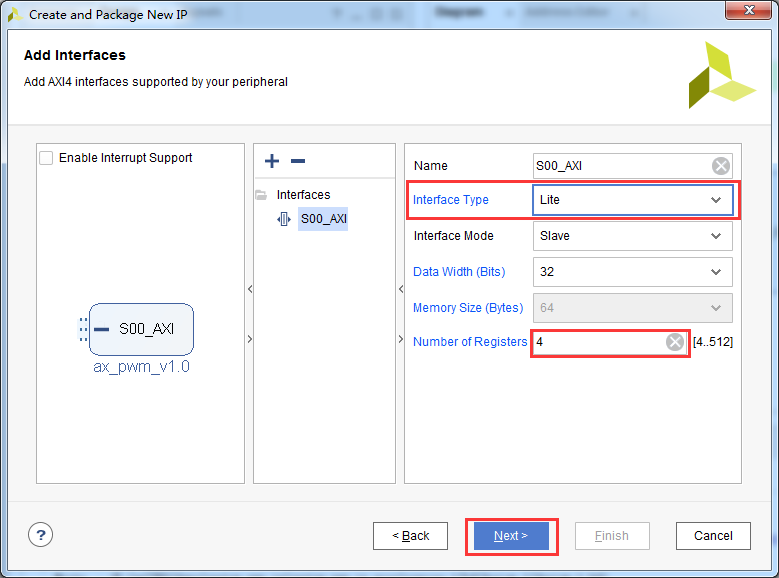 Create and Package New IP
Add Interfaces
Add AXI4 interfaces supported by your peripheral
Enable Interrupt Support
S00_AXI
ax_pwm_v1.0
Interfaces
S00_AXI
Name S00_AXI
Interface Type Lite
Interface Mode Slave
Data Width (Bits) 32
Memory Size (Bytes) 64
Number of Registers 4 [4..512]
? < Back Next > Finish Cancel